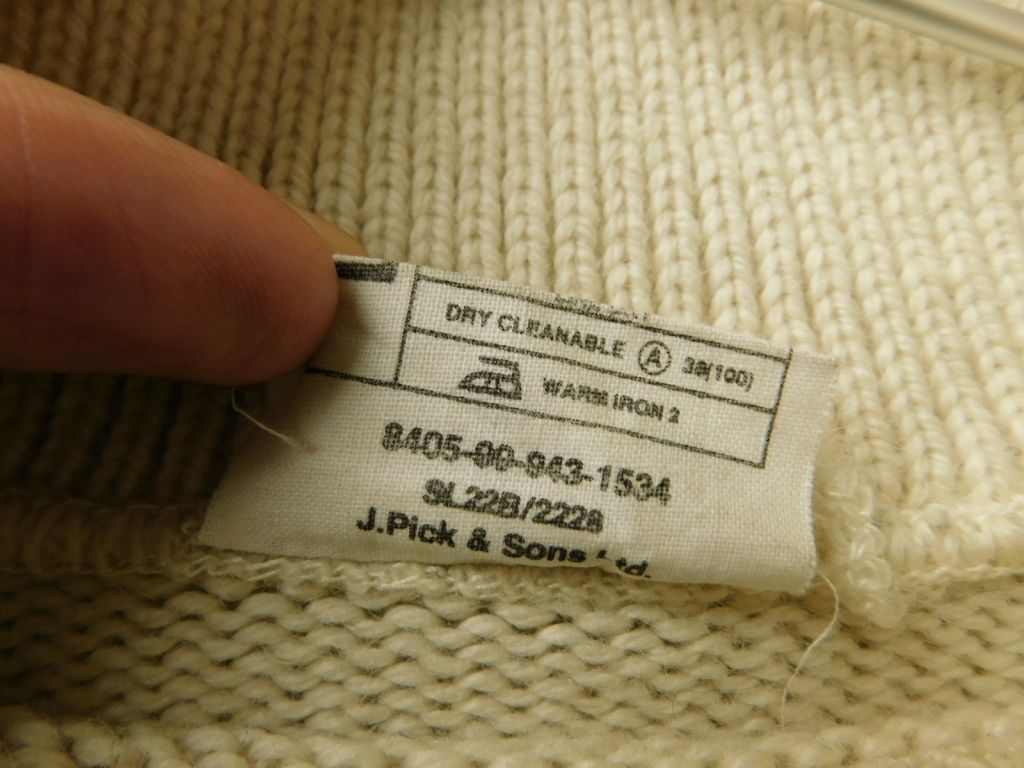 DRY CLEANABLE A 38(100)
WARM IRON 2
8405-99-943-1534
SL22B/2228
J.Pick & Sons Ltd.